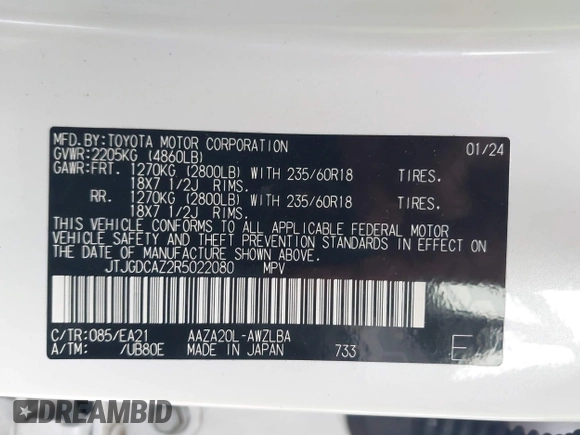 MFD.BY:TOYOTA MOTOR CORPORATION 01/24
GVWR:2205KG (4860LB)
GAWR:FRT. 1270KG (2800LB) WITH 235/60R18 TIRES.
18X7 1/2J RIMS.
RR. 1270KG (2800LB) WITH 235/60R18 TIRES.
18X7 1/2J RIMS.
THIS VEHICLE CONFORMS TO ALL APPLICABLE FEDERAL MOTOR
VEHICLE SAFETY AND THEFT PREVENTION STANDARDS IN EFFECT ON
THE DATE OF MANUFACTURE SHOWN ABOVE.
JTJGDCAZ2R5022080 MPV
C/TR:085/EA21 AAZA20L-AWZLBA
A/TM: /UB80E MADE IN JAPAN 733 E
DREAMBID